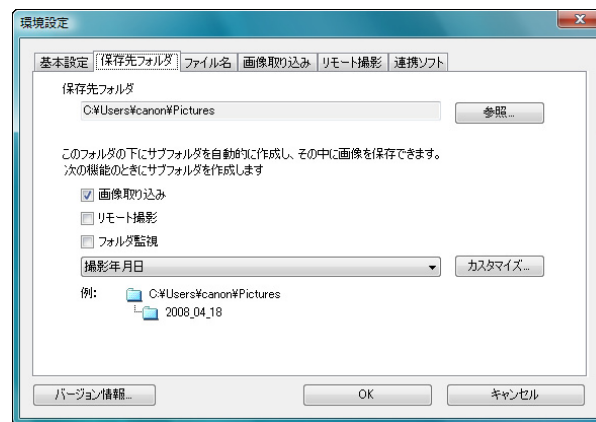 環境設定
基本設定 保存先フォルダ ファイル名 画像取り込み リモート撮影 連携ソフト
保存先フォルダ
C:¥Users¥canon¥Pictures 参照...
このフォルダの下にサブフォルダを自動的に作成し、その中に画像を保存できます。
次の機能のときにサブフォルダを作成します
画像取り込み
リモート撮影
フォルダ監視
撮影年月日 カスタマイズ...
例: C:¥Users¥canon¥Pictures
2008_04_18
バージョン情報... OK キャンセル